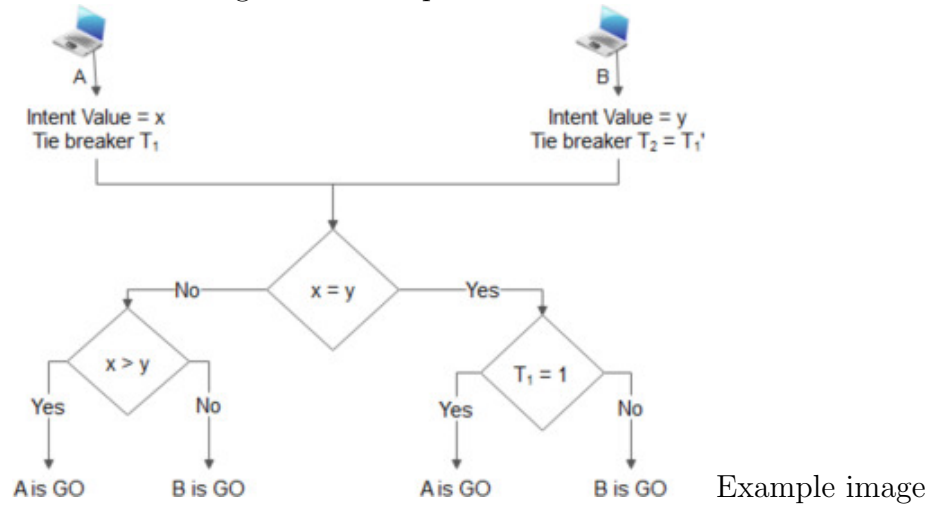 A
B
Intent Value = x
Tie breaker T₁
Intent Value = y
Tie breaker T₂ = T₁'
x = y
No
Yes
x > y
T₁ = 1
Yes
No
Yes
No
A is GO
B is GO
A is GO
B is GO
Example image